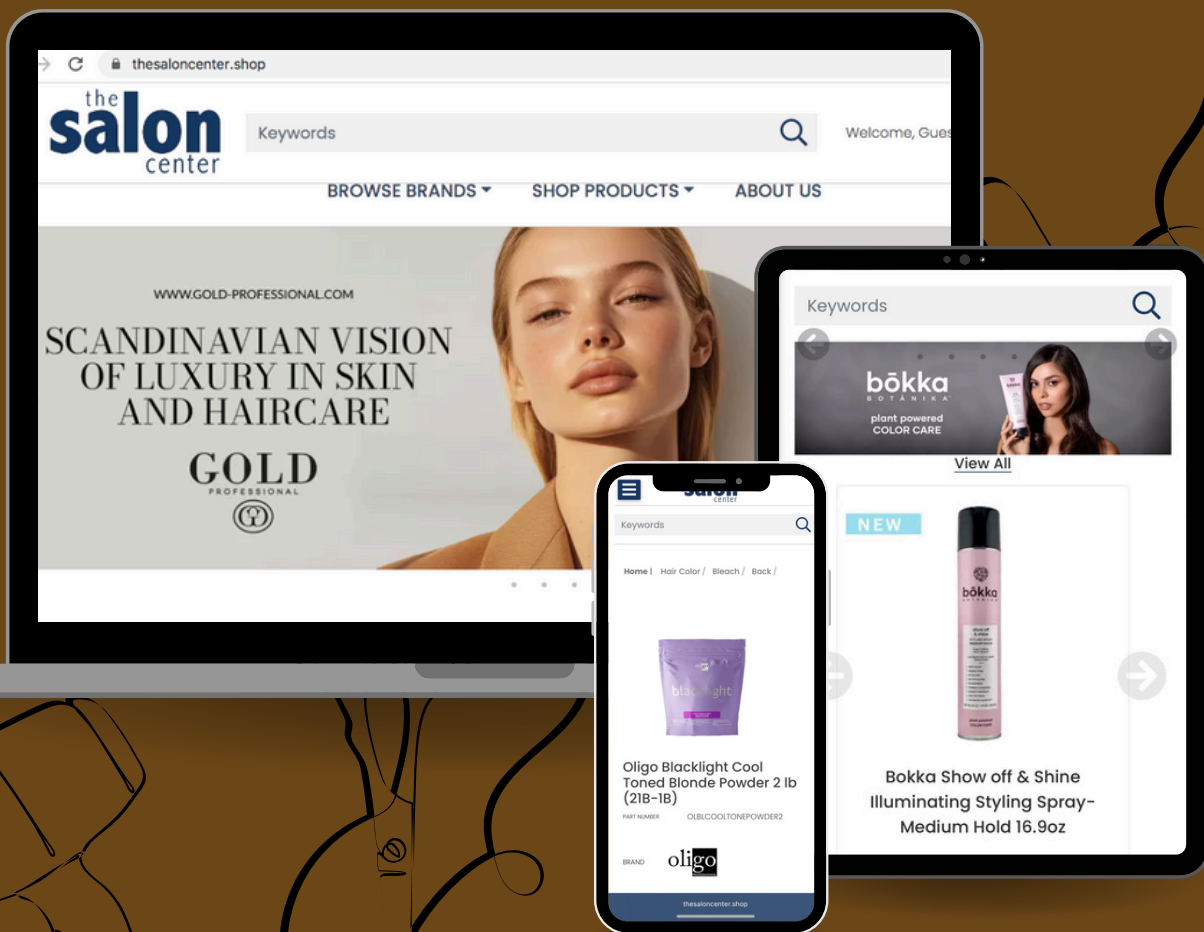 thesaloncenter.shop
the
salon
center
Keywords
Welcome, Gues
BROWSE BRANDS
SHOP PRODUCTS
ABOUT US
WWW.GOLD-PROFESSIONAL.COM
SCANDINAVIAN VISION
OF LUXURY IN SKIN
AND HAIRCARE
GOLD
PROFESSIONAL
Keywords
bōkka
BOTÁNIKA
plant powered
COLOR CARE
View All
NEW
bōkka
Bokka Show off & Shine
Illuminating Styling Spray-
Medium Hold 16.9oz
salon
center
Keywords
Home | Hair Color / Bleach / Back /
blacklight
Oligo Blacklight Cool
Toned Blonde Powder 2 lb
(21B-1B)
PART NUMBER OLBLCOOLTONEPOWDER2
BRAND oligo
thesaloncenter.shop